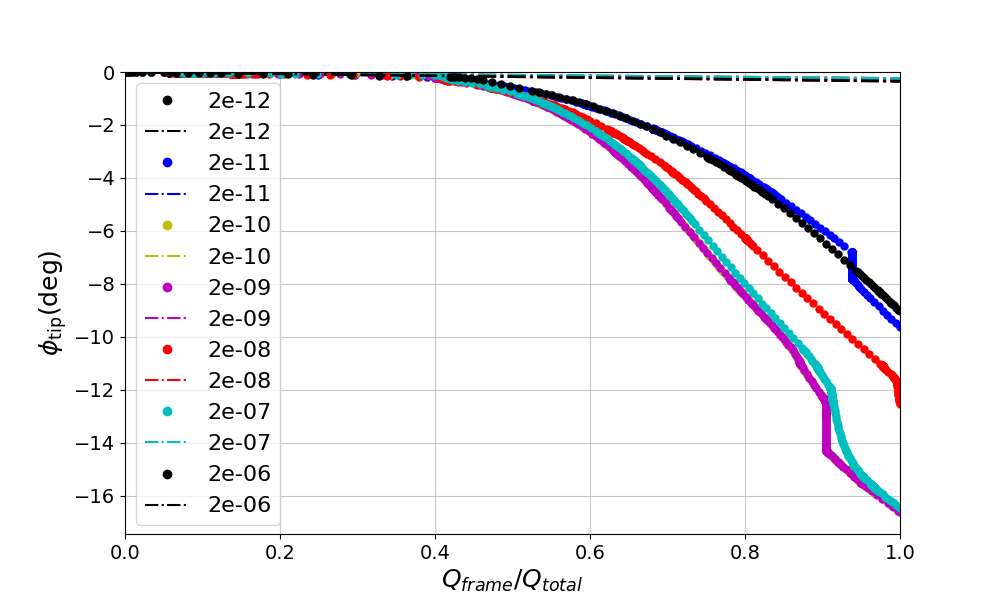 0
−2
−4
−6
−8
−10
−12
−14
−16
ϕtip(deg)
2e-12
2e-12
2e-11
2e-11
2e-10
2e-10
2e-09
2e-09
2e-08
2e-08
2e-07
2e-07
2e-06
2e-06
0.0 0.2 0.4 0.6 0.8 1.0
Qframe/Qtotal